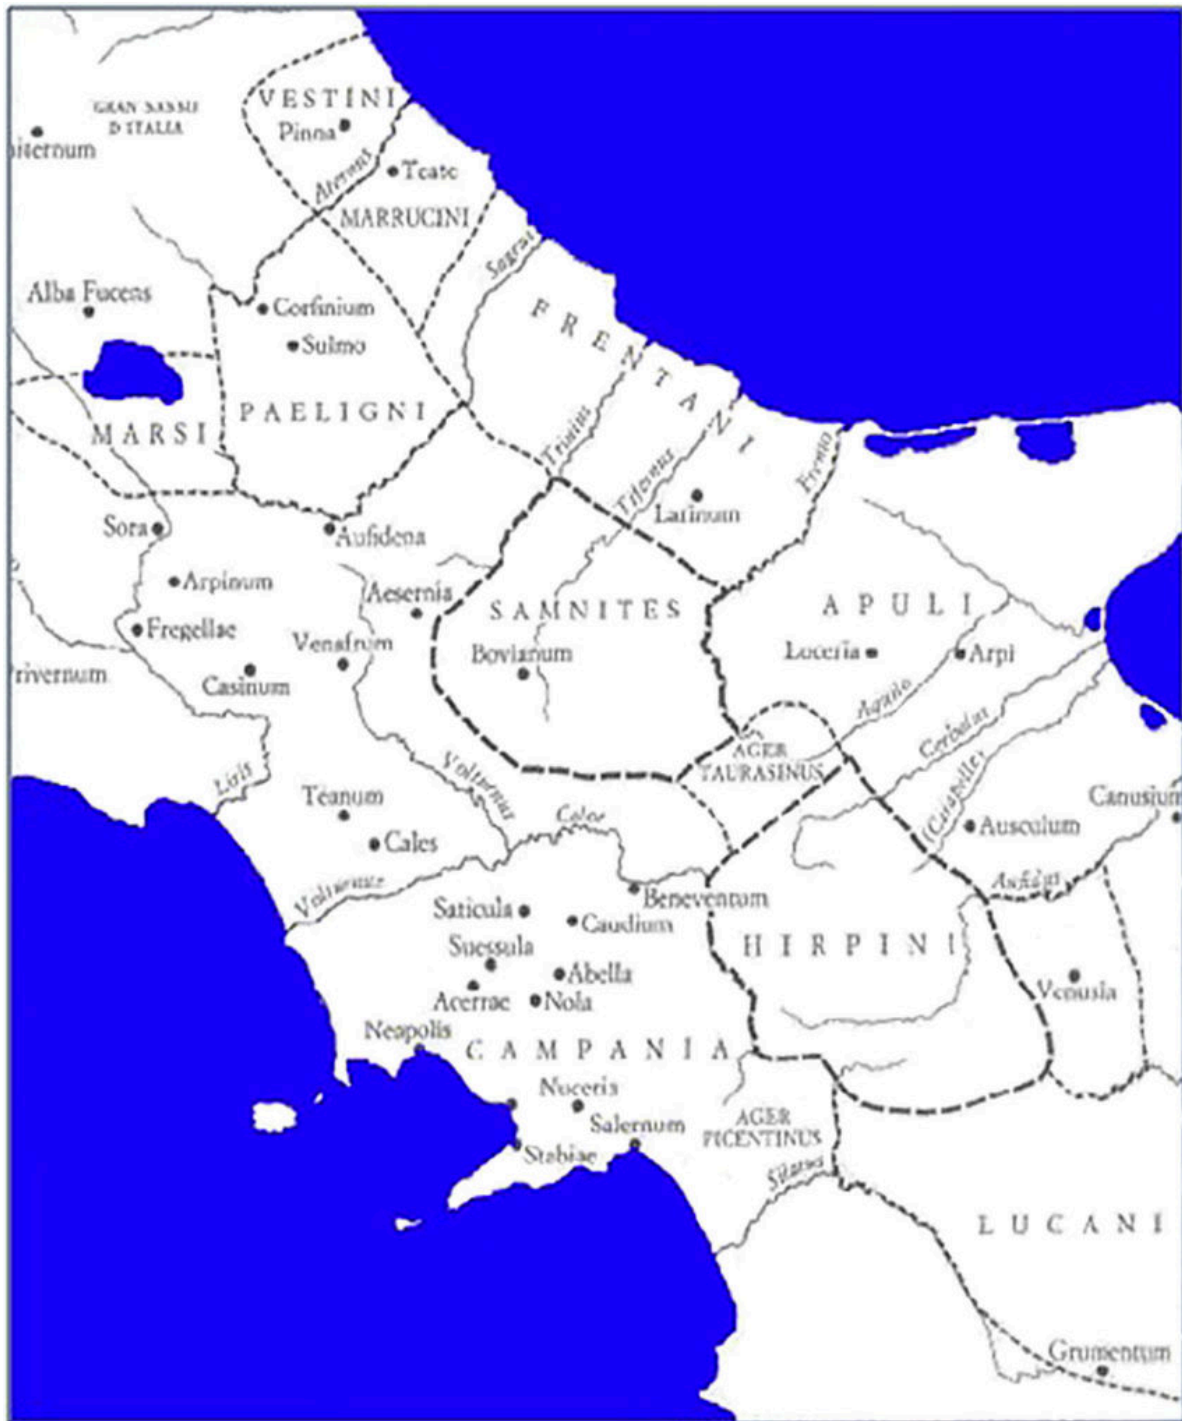 VESTINI
GRAN SASSO
D'ITALIA
Pinna
iternum
Aternus
Teate
MARRUCINI
Sagrus
Alba Fucens
Corfinium
FRENTANI
Sulmo
PAELIGNI
MARSI
Trinius
Tifernus
Frento
Larinum
Sora
Aufidena
Arpinum
Aesernia
SAMNITES
APULI
Fregellae
Venafrum
Bovianum
Luceria
Arpi
rivernum
Casinum
Aquilo
Cerbalus
AGER
TAURASINUS
Liris
Volturnus
(Carapelle)
Teanum
Calor
Canusium
Cales
Ausculum
Volturnus
Aufidus
Beneventum
Saticula
Caudium
HIRPINI
Suessula
Abella
Venusia
Acerrae
Nola
Neapolis
CAMPANIA
Nuceria
AGER
PICENTINUS
Salernum
Stabiae
Silarus
LUCANI
Grumentum